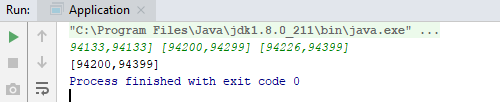 Run: Application
"C:\Program Files\Java\jdk1.8.0_211\bin\java.exe" ...
94133,94133] [94200,94299] [94226,94399]
[94200,94399]
Process finished with exit code 0